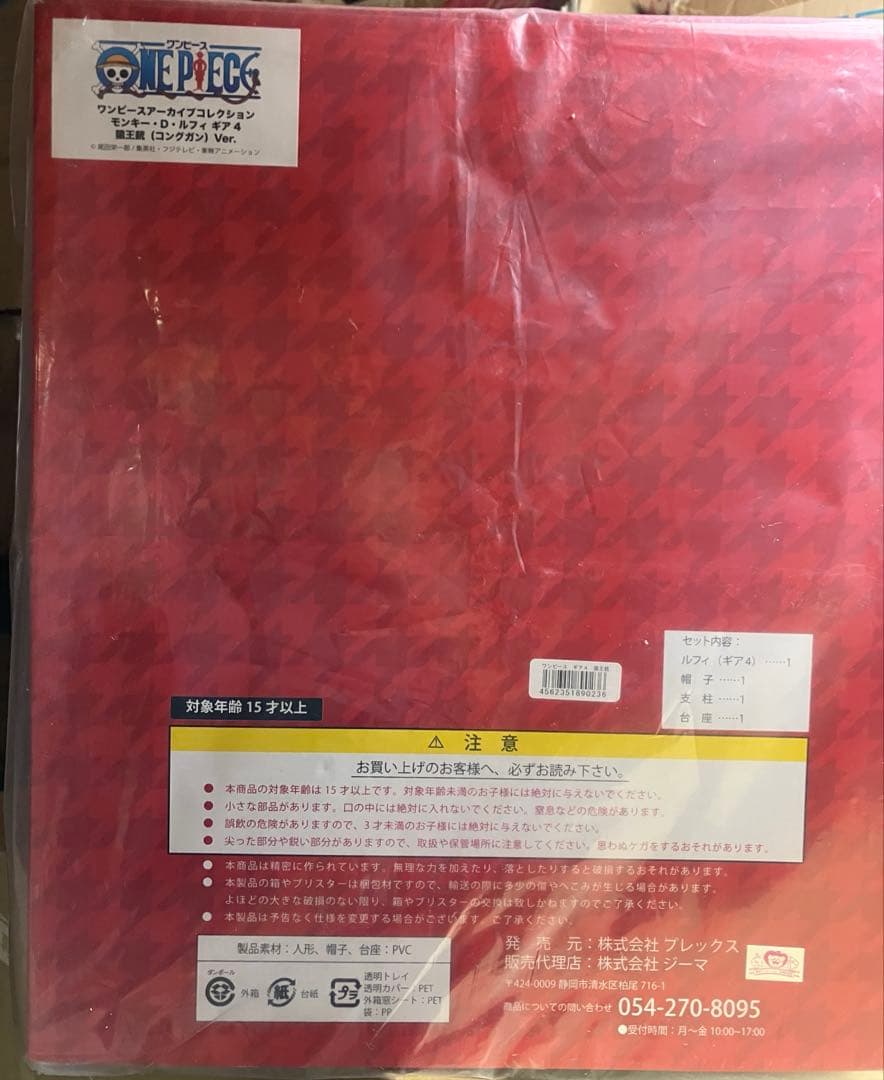 ワンピース
ONE PIECE
ワンピースアーカイブコレクション
モンキー・D・ルフィ ギア4
猿王銃（コングガン）Ver.
© 尾田栄一郎 / 集英社・フジテレビ・東映アニメーション
セット内容：
ルフィ（ギア4）……1
帽 子 ……1
支 柱 ……1
台 座 ……1
ワンピース ギア4 猿王銃
4562351890236
対象年齢 15 才以上
⚠ 注 意
お買い上げのお客様へ、必ずお読み下さい。
● 本商品の対象年齢は 15 才以上です。対象年齢未満のお子様には絶対に与えないでください。
● 小さな部品があります。口の中には絶対に入れないでください。窒息などの危険があります。
● 誤飲の危険がありますので、3 才未満のお子様には絶対に与えないでください。
● 尖った部分や鋭い部分がありますので、取扱や保管場所に注意してください。思わぬケガをするおそれがあります。
● 本商品は精密に作られています。無理な力を加えたり、落としたりすると破損するおそれがあります。
● 本製品の箱やブリスターは梱包材ですので、輸送の際に多少の傷やへこみが生じる場合があります。
よほどの大きな破損のない限り、箱やブリスターの交換は致しかねますのでご了承ください。
● 本製品は予告なく仕様を変更する場合がございます。ご了承ください。
製品素材：人形、帽子、台座：PVC
ダンボール
外箱
紙
台紙
プラ
透明トレイ
透明カバー：PET
外箱窓シート：PET
袋：PP
発 売 元：株式会社 プレックス
販売代理店：株式会社 ジーマ
〒424-0009 静岡市清水区柏尾 716-1
商品についての問い合わせ 054-270-8095
●受付時間：月～金 10:00~17:00